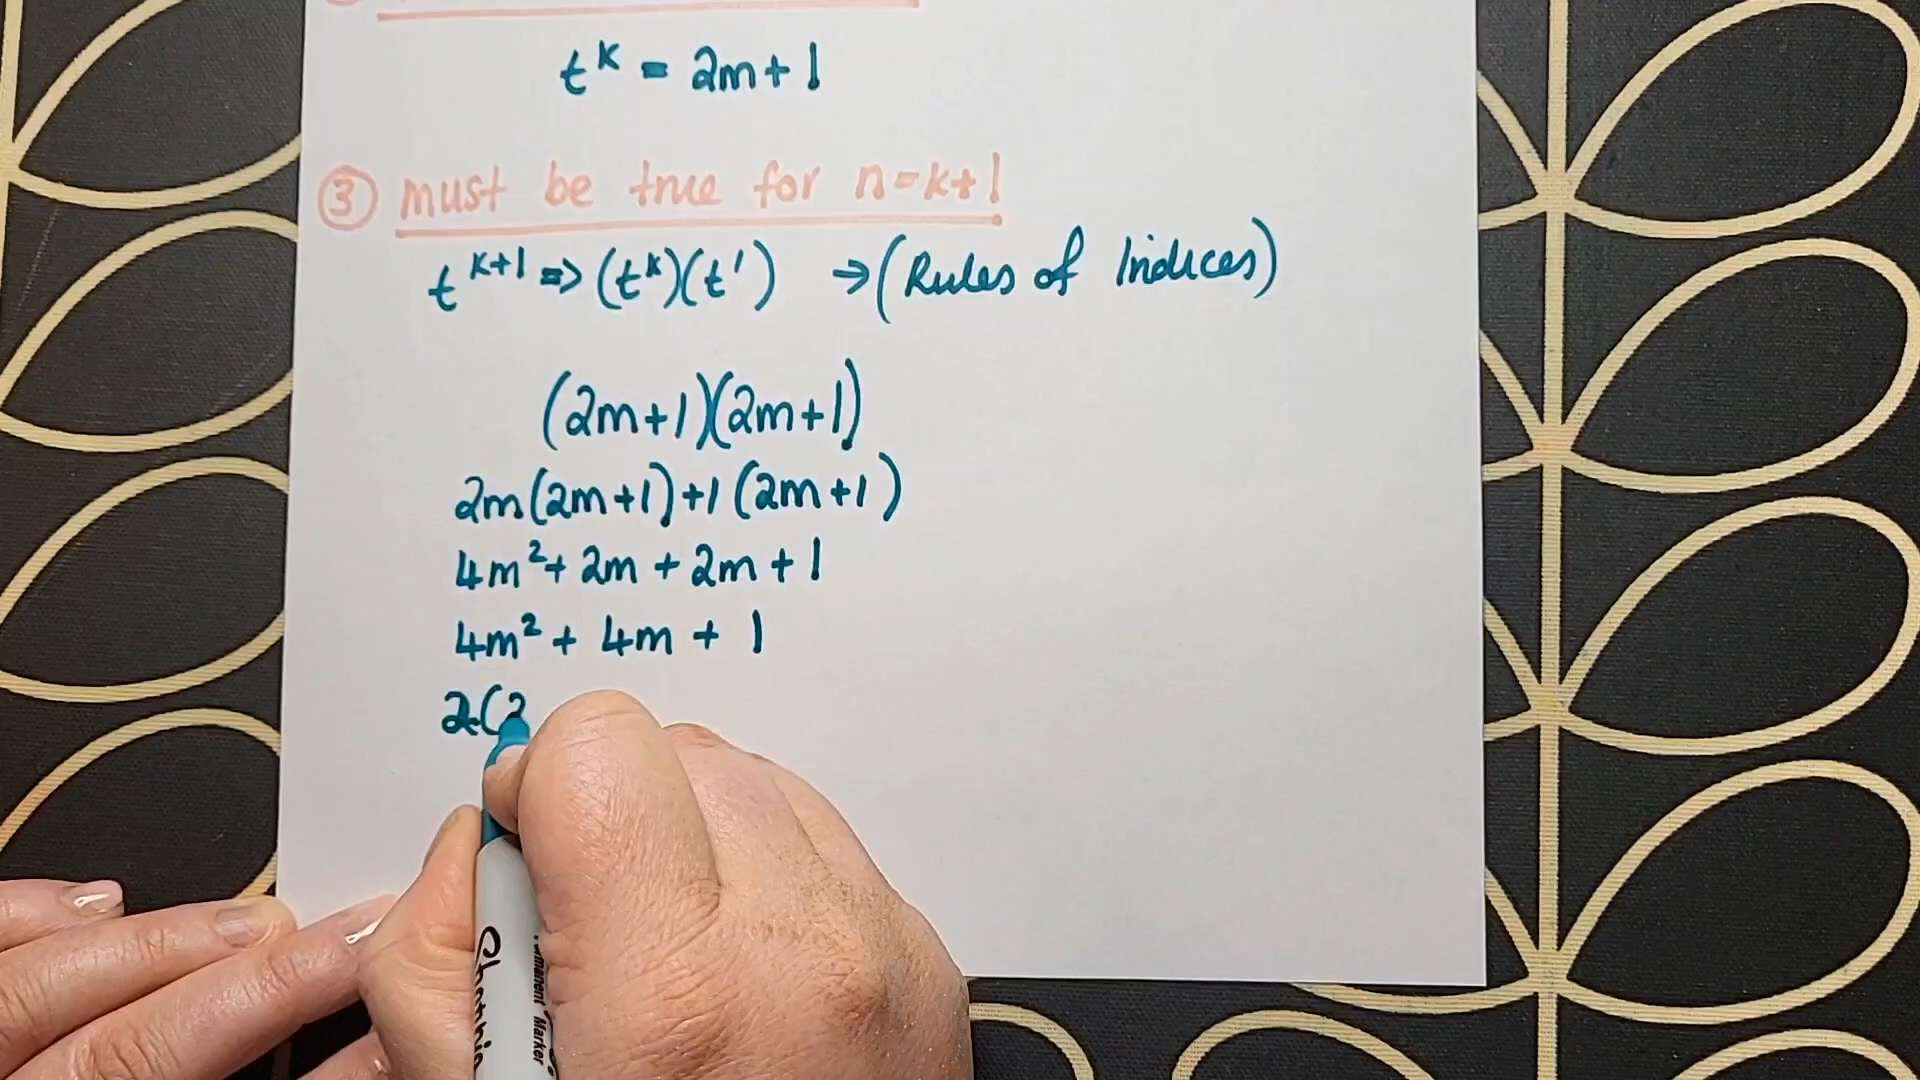 t^k = 2m + 1
③ must be true for n=k+1
t^k+1 => (t^k)(t^1) → (Rules of Indices)
(2m+1)(2m+1)
2m(2m+1)+1(2m+1)
4m² + 2m + 2m + 1
4m² + 4m + 1
2(2